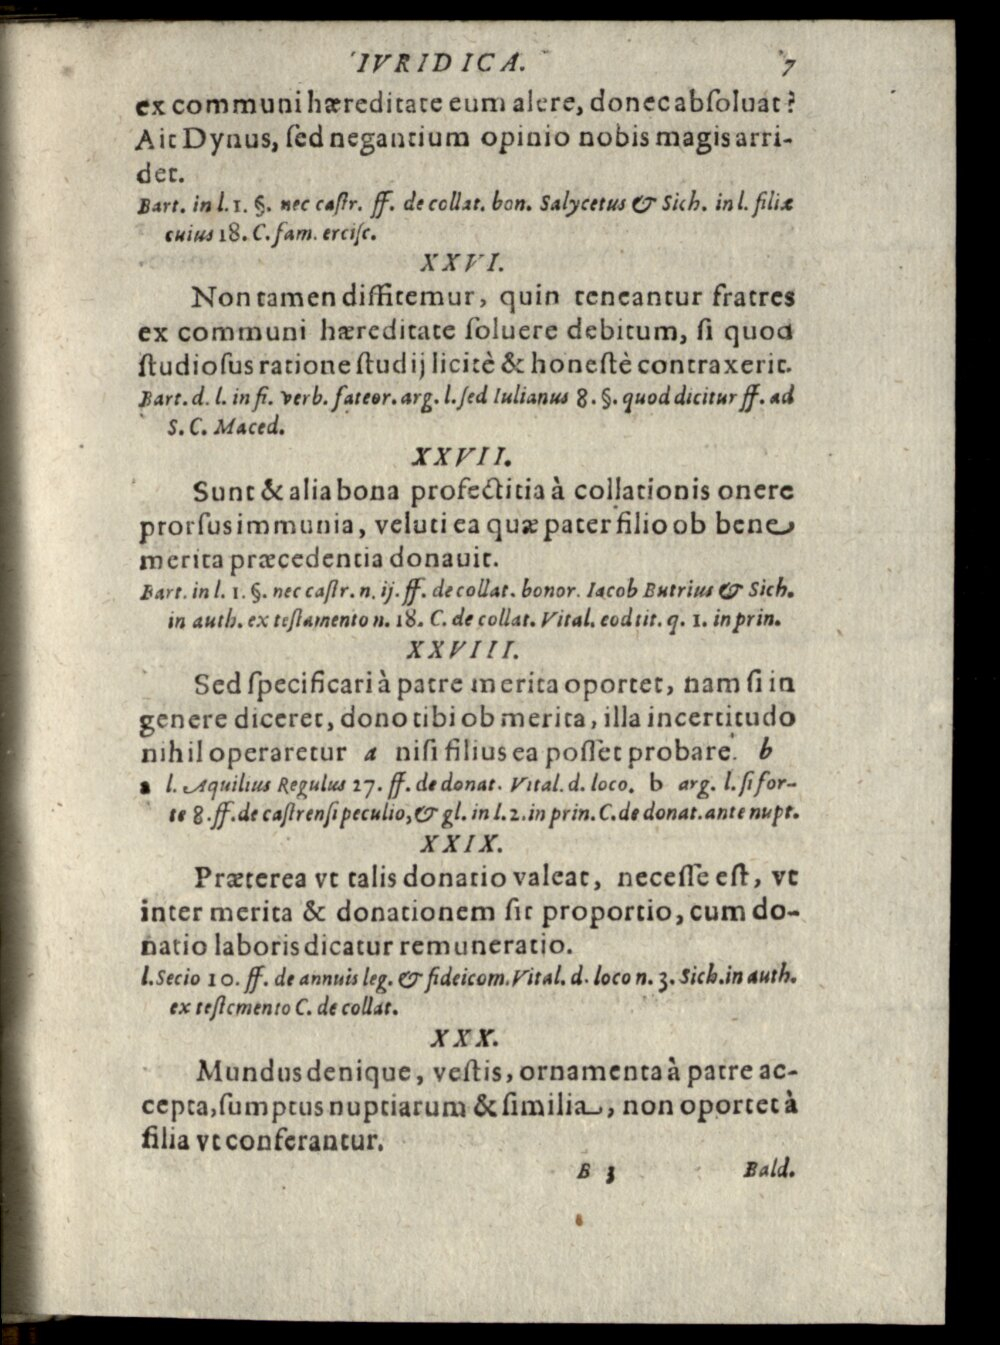 IVRIDICA. 7
ex communi hæreditate eum alere, donec abſoluat?
Ait Dynus, ſed negantium opinio nobis magis arri-
det.
Bart. in l. 1. §. nec caſtr. ff. de collat. bon. Salycetus & Sich. in l. filiæ
cuius 18. C. fam. erciſc.
XXVI.
Non tamen diffitemur, quin teneantur fratres
ex communi hæreditate ſoluere debitum, ſi quod
ſtudioſus ratione ſtudij licitè & honeſtè contraxerit.
Bart. d. l. in fi. verb. fateor. arg. l. ſed Iulianus 8. §. quod dicitur ff. ad
S. C. Maced.
XXVII.
Sunt & alia bona profectitia à collationis onere
prorſus immunia, veluti ea quæ pater filio ob bene
merita præcedentia donauit.
Bart. in l. 1. §. nec caſtr. n. ij. ff. de collat. bonor. Iacob Butrius & Sich.
in auth. ex teſtamento n. 18. C. de collat. Vital. eod tit. q. 1. in prin.
XXVIII.
Sed ſpecificari à patre merita oportet, nam ſi in
genere diceret, dono tibi ob merita, illa incertitudo
nihil operaretur a niſi filius ea poſſet probare. b
a l. Aquilius Regulus 27. ff. de donat. Vital. d. loco. b arg. l. ſi for-
te 8. ff. de caſtrenſi peculio, & gl. in l. 2. in prin. C. de donat. ante nupt.
XXIX.
Præterea vt talis donatio valeat, neceſſe eſt, vt
inter merita & donationem ſit proportio, cum do-
natio laboris dicatur remuneratio.
l. Secio 10. ff. de annuis leg. & fideicom. Vital. d. loco n. 3. Sich. in auth.
ex teſtcmento C. de collat.
XXX.
Mundus denique, veſtis, ornamenta à patre ac-
cepta, ſumptus nuptiarum & ſimilia, non oportet à
filia vt conferantur.
B 3 Bald.